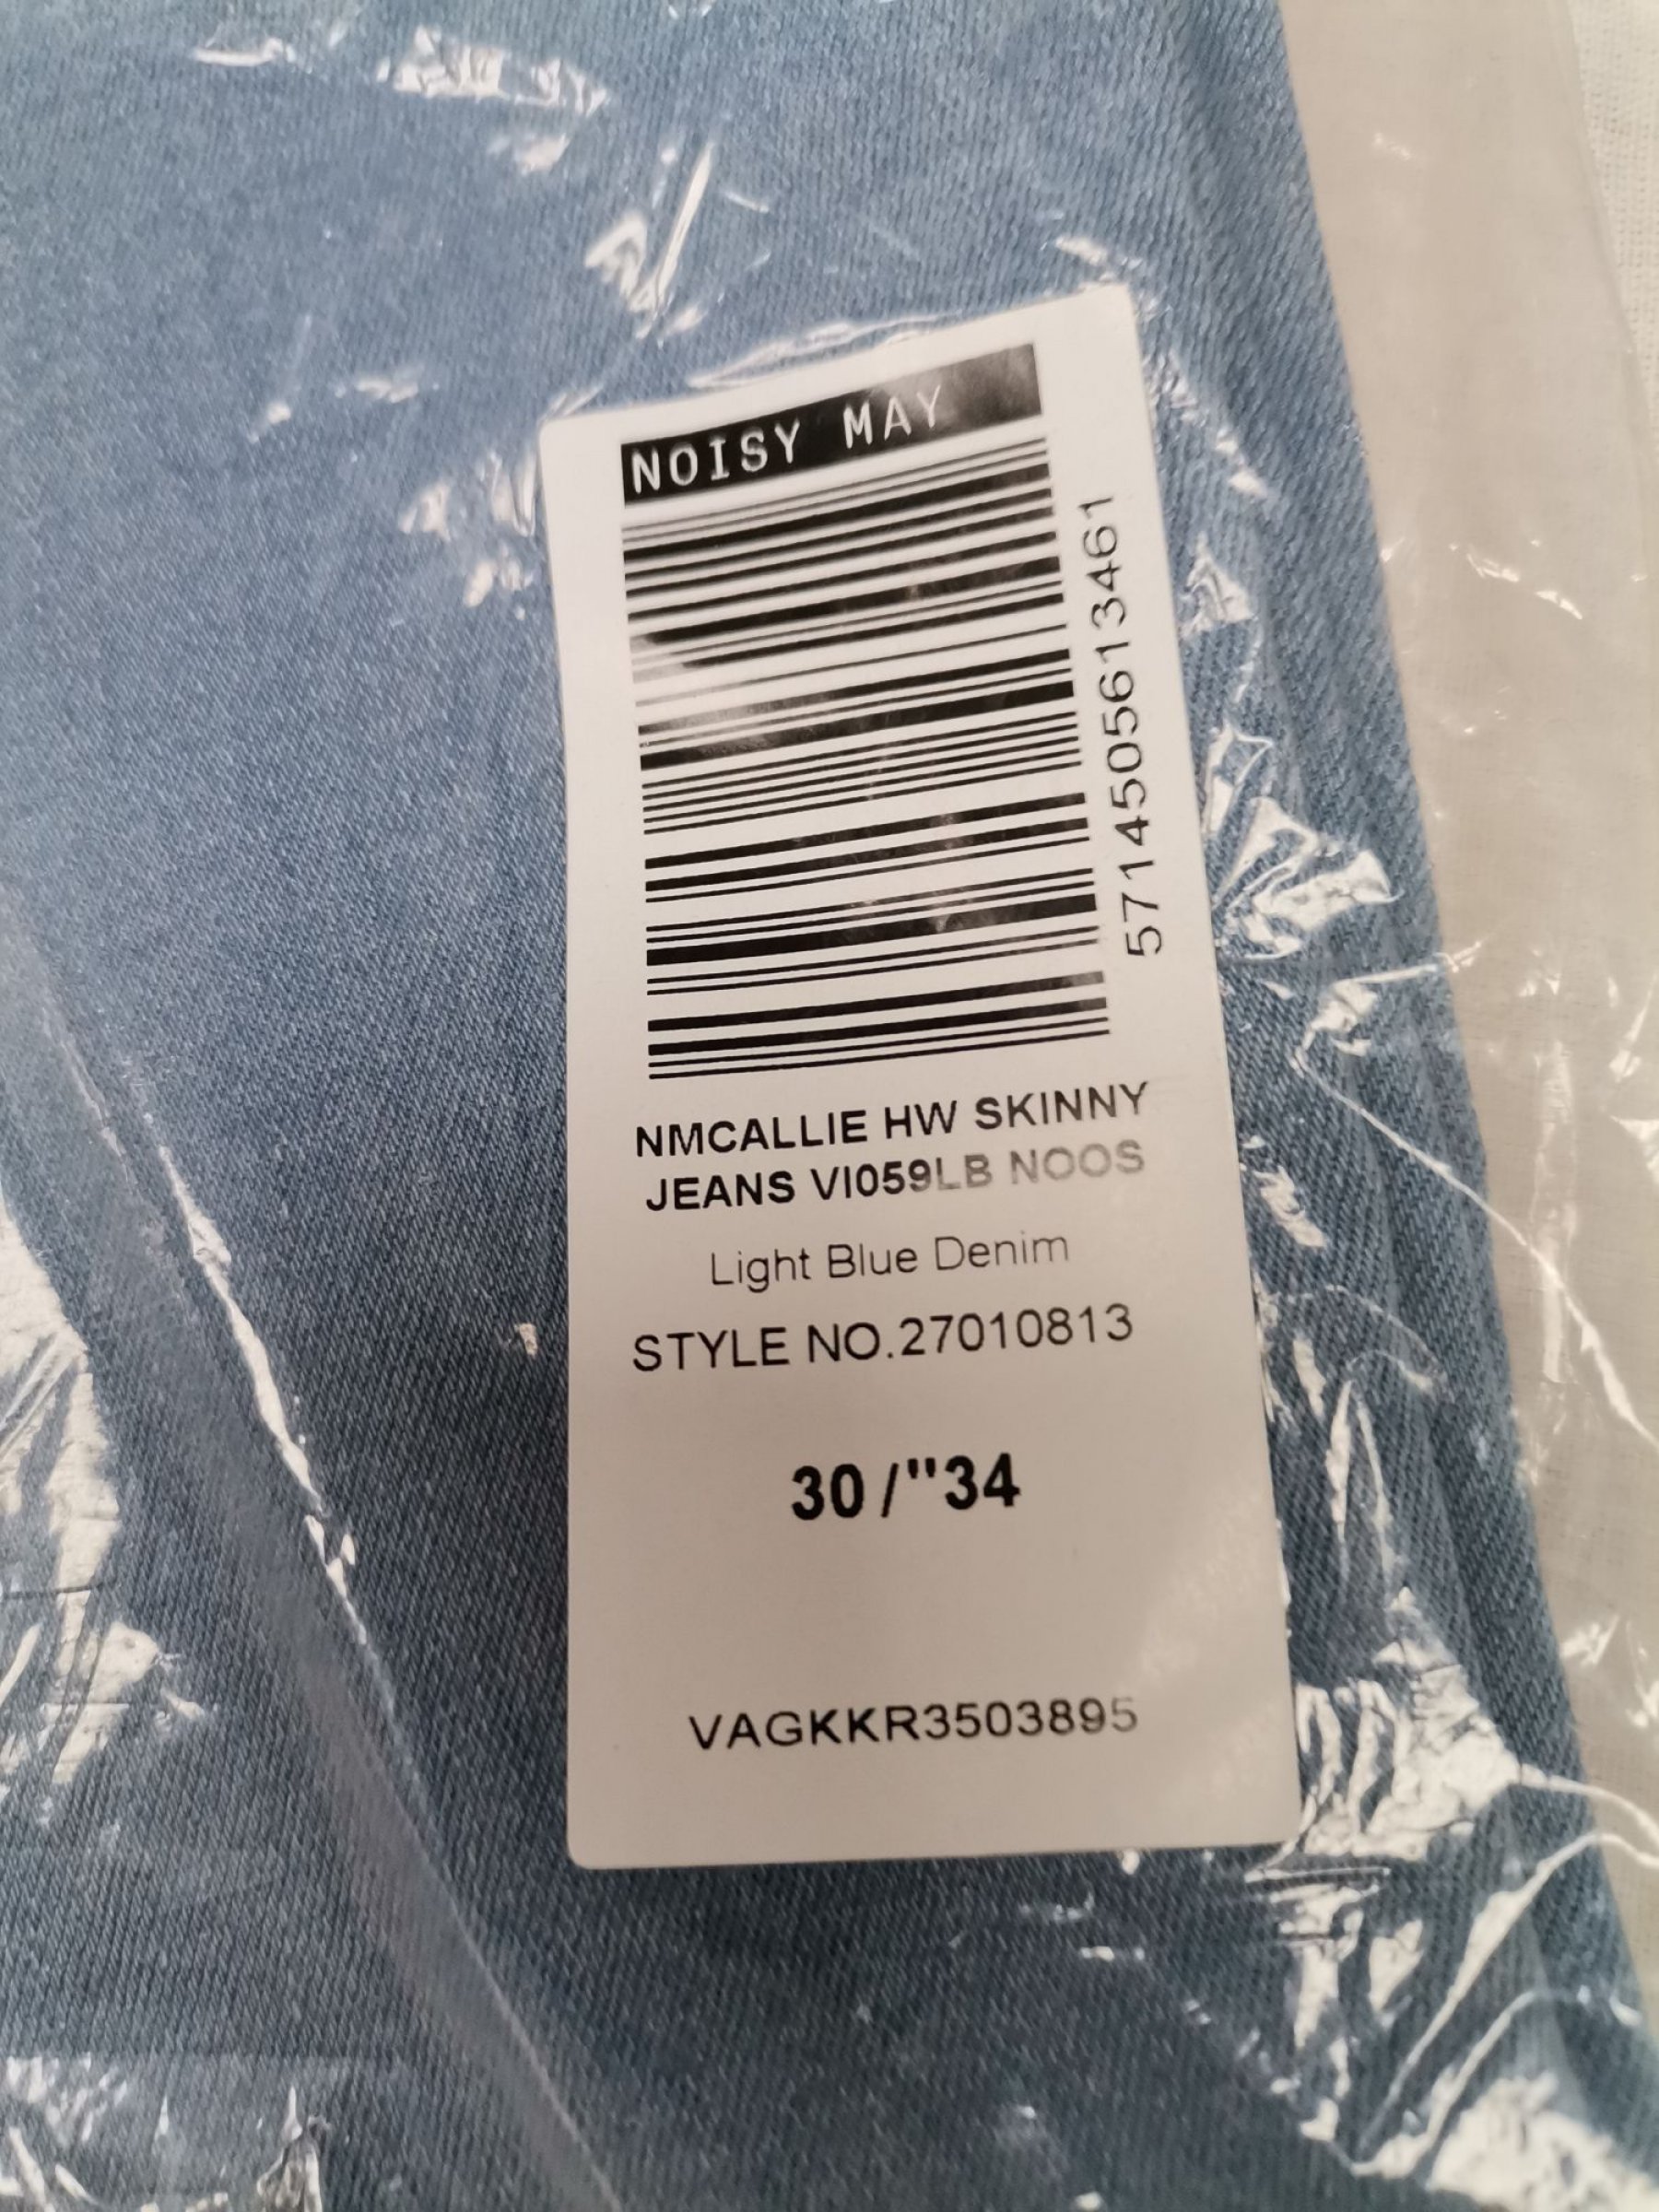 NOISY MAY
5714505613461
NMCALLIE HW SKINNY
JEANS VI059LB NOOS
Light Blue Denim
STYLE NO.27010813
30/"34
VAGKKR3503895